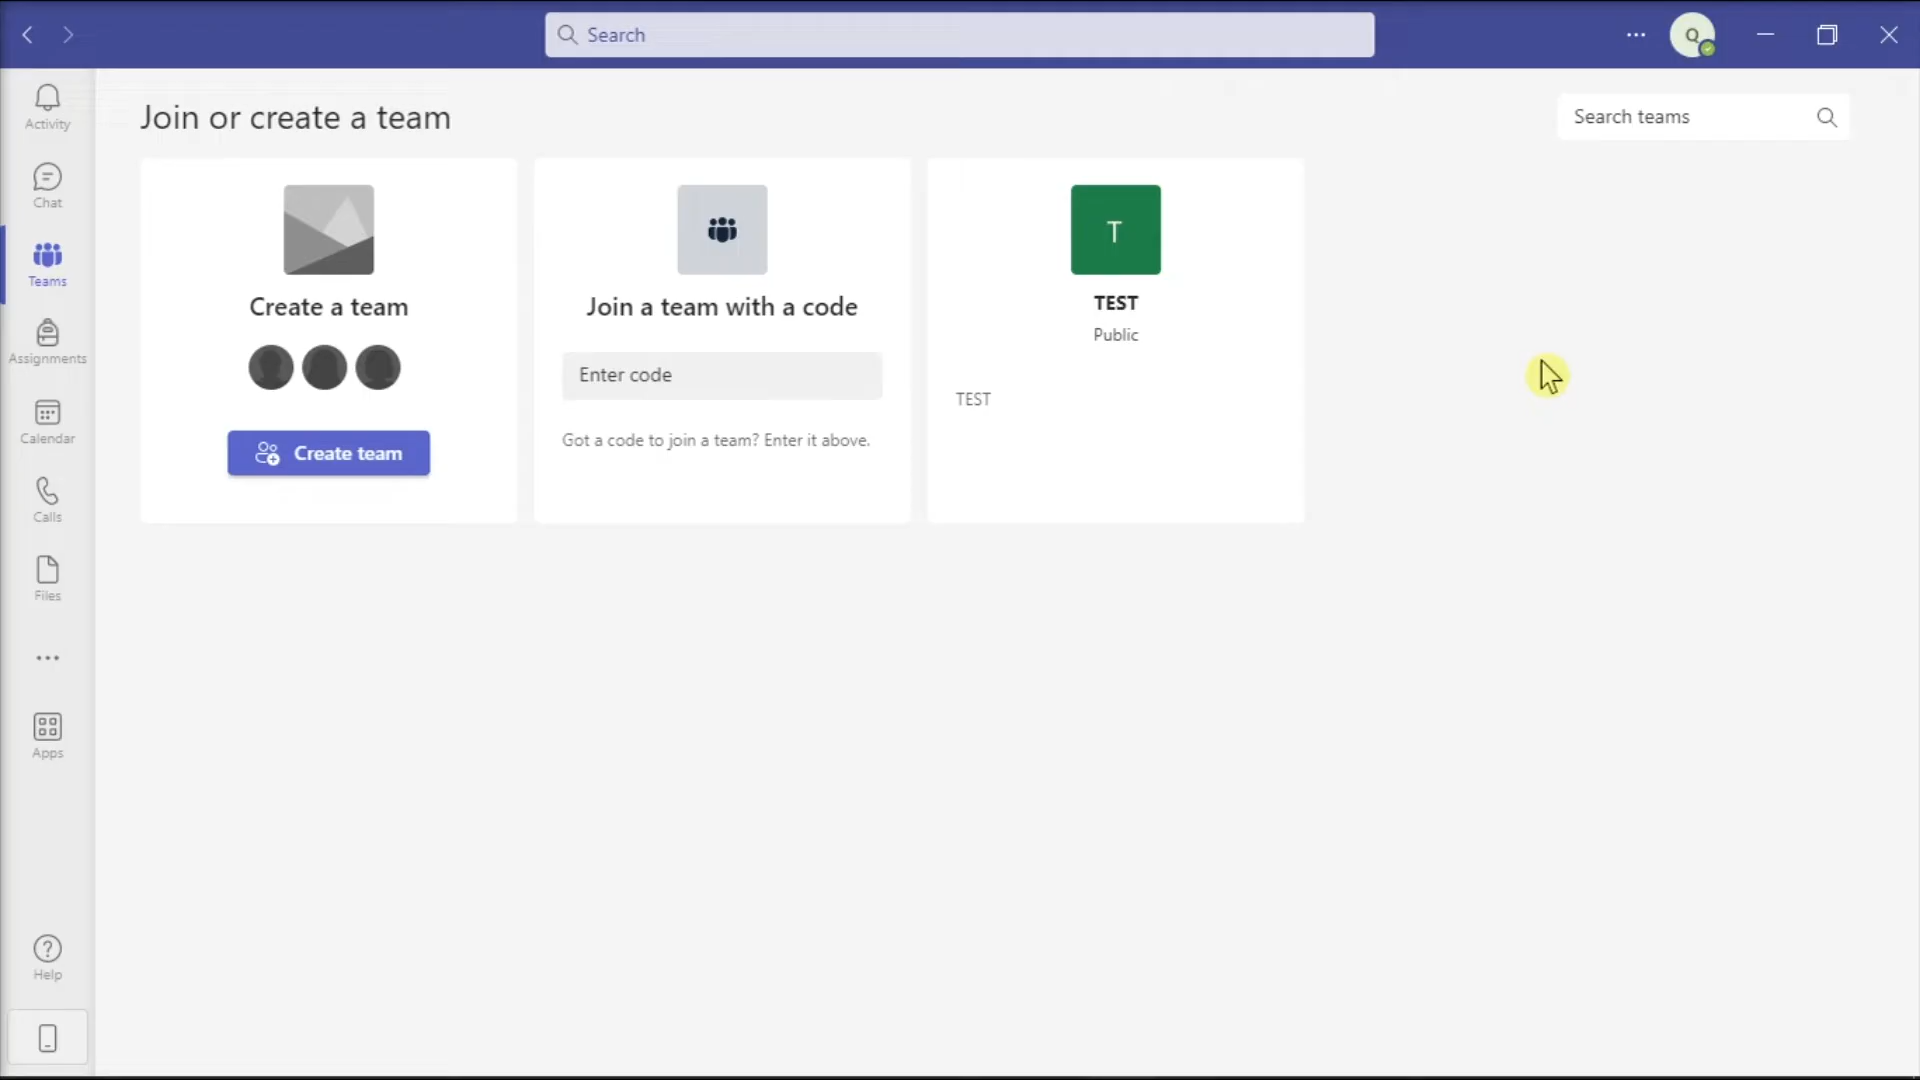 Search
Q
Activity
Chat
Teams
Assignments
Calendar
Calls
Files
Apps
Help
Join or create a team
Search teams
Create a team
Create team
Join a team with a code
Enter code
Got a code to join a team? Enter it above.
T
TEST
Public
TEST